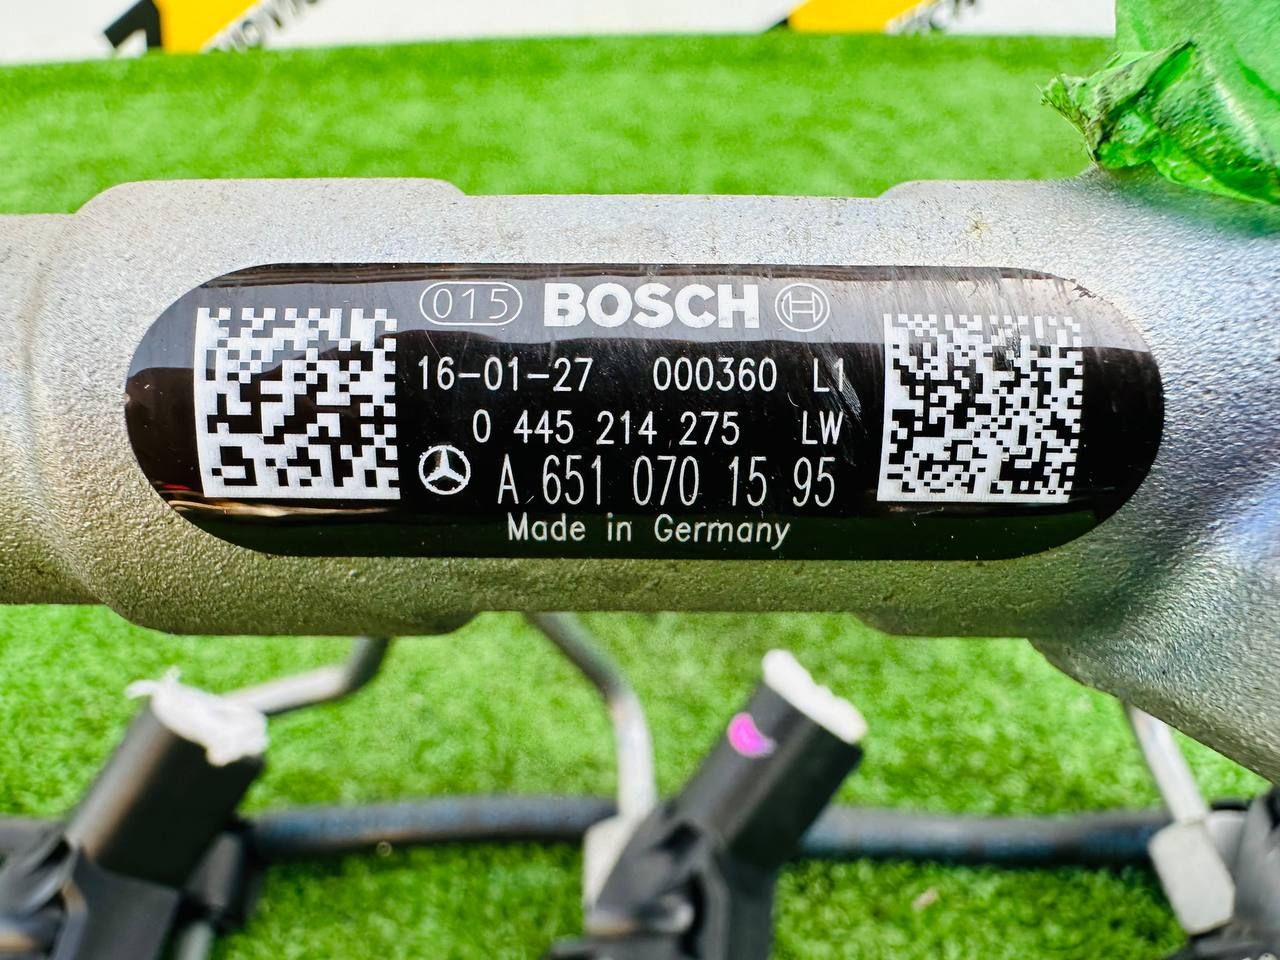 015 BOSCH
16-01-27 000360 L1
0 445 214 275 LW
A 651 070 15 95
Made in Germany